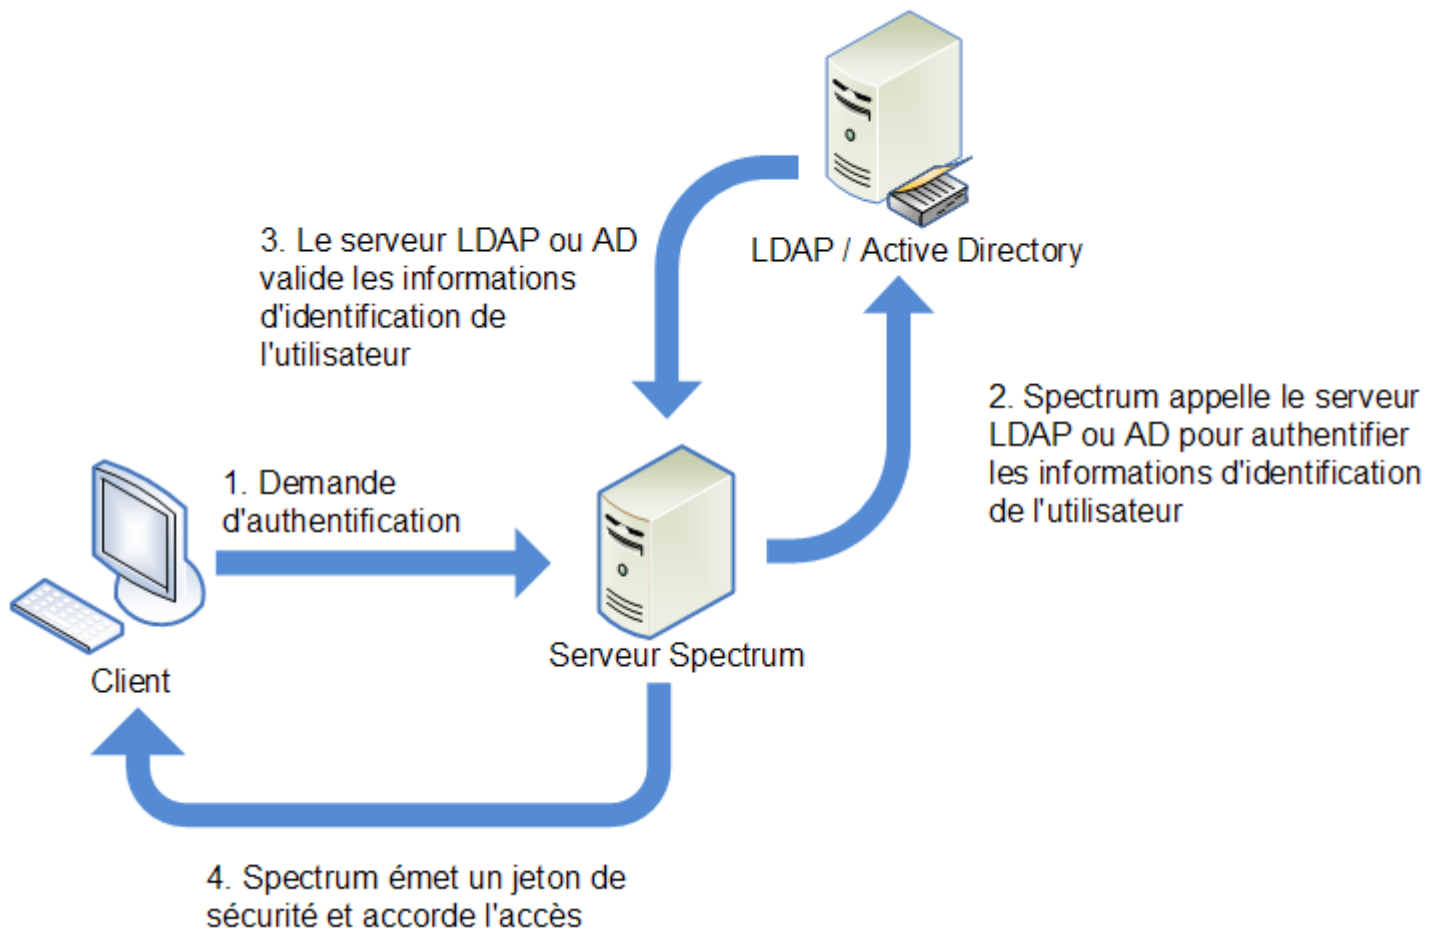 LDAP / Active Directory
3. Le serveur LDAP ou AD
valide les informations
d'identification de
l'utilisateur
2. Spectrum appelle le serveur
LDAP ou AD pour authentifier
les informations d'identification
de l'utilisateur
1. Demande
d'authentification
Serveur Spectrum
Client
4. Spectrum émet un jeton de
sécurité et accorde l'accès